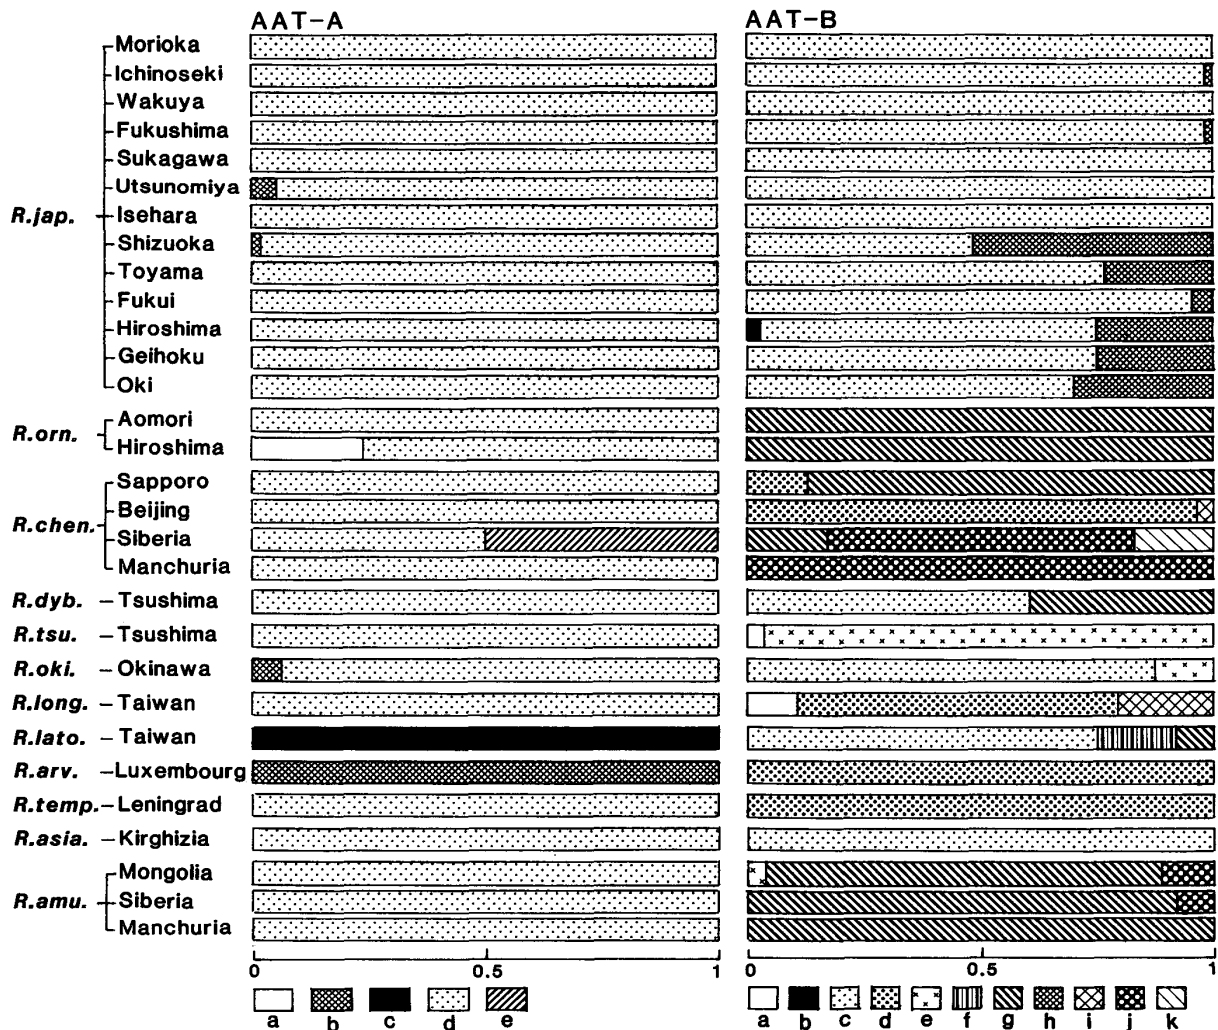 AAT-A AAT-B
Morioka
Ichinoseki
Wakuya
Fukushima
Sukagawa
Utsunomiya
R.jap. Isehara
Shizuoka
Toyama
Fukui
Hiroshima
Geihoku
Oki
Aomori
R.orn.
Hiroshima
Sapporo
Beijing
R.chen.
Siberia
Manchuria
R.dyb. – Tsushima
R.tsu. – Tsushima
R.oki. – Okinawa
R.long. – Taiwan
R.lato. – Taiwan
R.arv. – Luxembourg
R.temp. – Leningrad
R.asia. – Kirghizia
Mongolia
R.amu. Siberia
Manchuria
0 0.5 1 0 0.5 1
a b c d e a b c d e f g h i j k